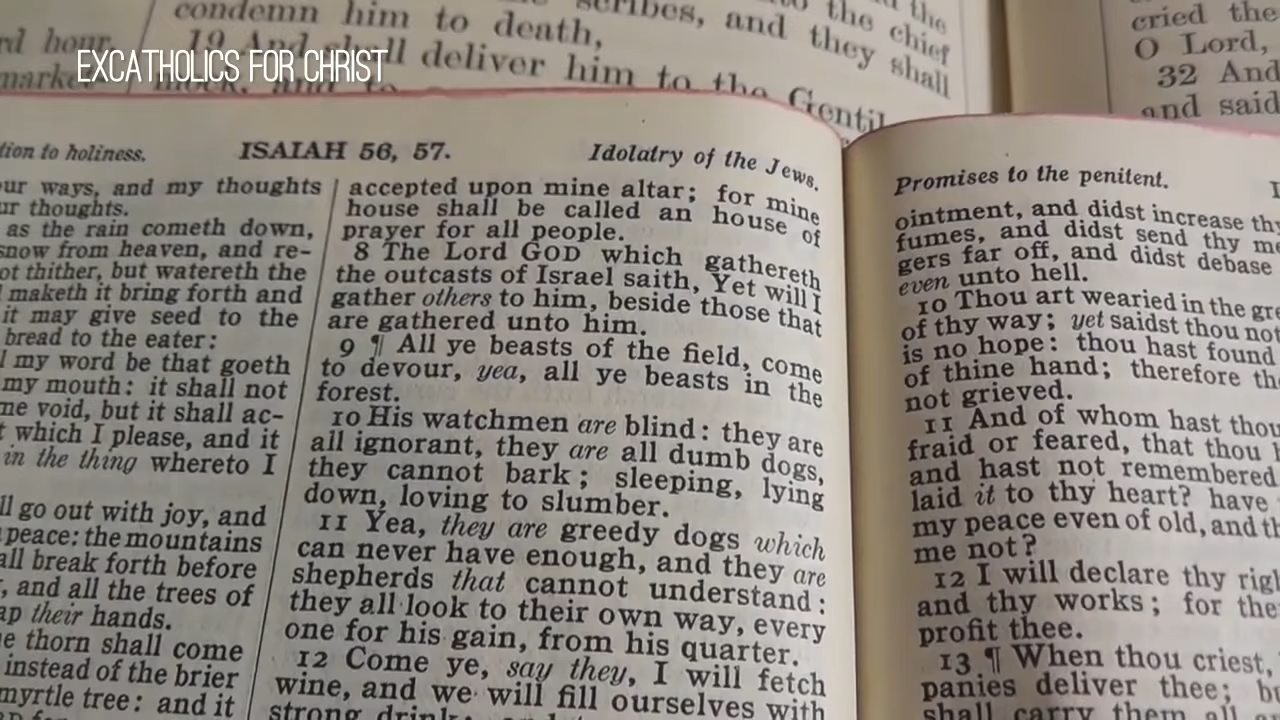 EXCATHOLICS FOR CHRIST
condemn him to death,
19 And shall deliver him to the Gentil
scribes, and they shall
the chief
the
rd hour
cried the
O Lord,
32 And
and said
tion to holiness.
ISAIAH 56, 57.
Idolatry of the Jews.
ur ways, and my thoughts
ur thoughts.
as the rain cometh down,
snow from heaven, and re-
ot thither, but watereth the
maketh it bring forth and
it may give seed to the
bread to the eater:
my word be that goeth
my mouth: it shall not
me void, but it shall ac-
t which I please, and it
in the thing whereto I
ll go out with joy, and
peace: the mountains
all break forth before
, and all the trees of
ap their hands.
e thorn shall come
instead of the brier
myrtle tree: and it
accepted upon mine altar; for mine
house shall be called an house of
prayer for all people.
8 The Lord GOD which gathereth
the outcasts of Israel saith, Yet will I
gather others to him, beside those that
are gathered unto him.
9 ¶ All ye beasts of the field, come
to devour, yea, all ye beasts in the
forest.
10 His watchmen are blind: they are
all ignorant, they are all dumb dogs,
they cannot bark; sleeping, lying
down, loving to slumber.
11 Yea, they are greedy dogs which
can never have enough, and they are
shepherds that cannot understand:
they all look to their own way, every
one for his gain, from his quarter.
12 Come ye, say they, I will fetch
wine, and we will fill ourselves with
strong drink;
Promises to the penitent.
ointment, and didst increase thy
fumes, and didst send thy me
gers far off, and didst debase
even unto hell.
10 Thou art wearied in the gre
of thy way; yet saidst thou not
is no hope: thou hast found
of thine hand; therefore th
not grieved.
11 And of whom hast thou
fraid or feared, that thou
and hast not remembered
laid it to thy heart? have
my peace even of old, and th
me not?
12 I will declare thy rig
and thy works; for the
profit thee.
13 ¶ When thou criest,
panies deliver thee; b
shall carry them all